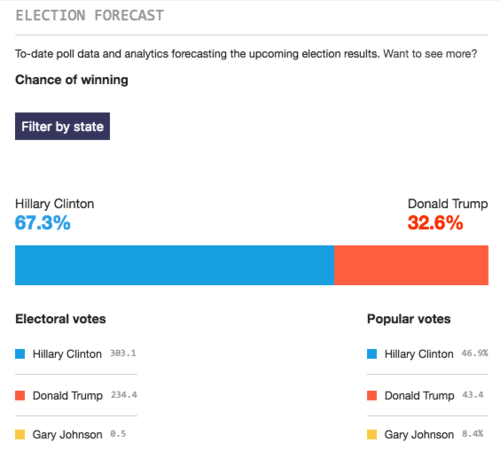 ELECTION FORECAST
To-date poll data and analytics forecasting the upcoming election results. Want to see more?
Chance of winning
Filter by state
Hillary Clinton Donald Trump
67.3% 32.6%
Electoral votes Popular votes
Hillary Clinton 303.1 Hillary Clinton 46.9%
Donald Trump 234.4 Donald Trump 43.4
Gary Johnson 0.5 Gary Johnson 8.4%